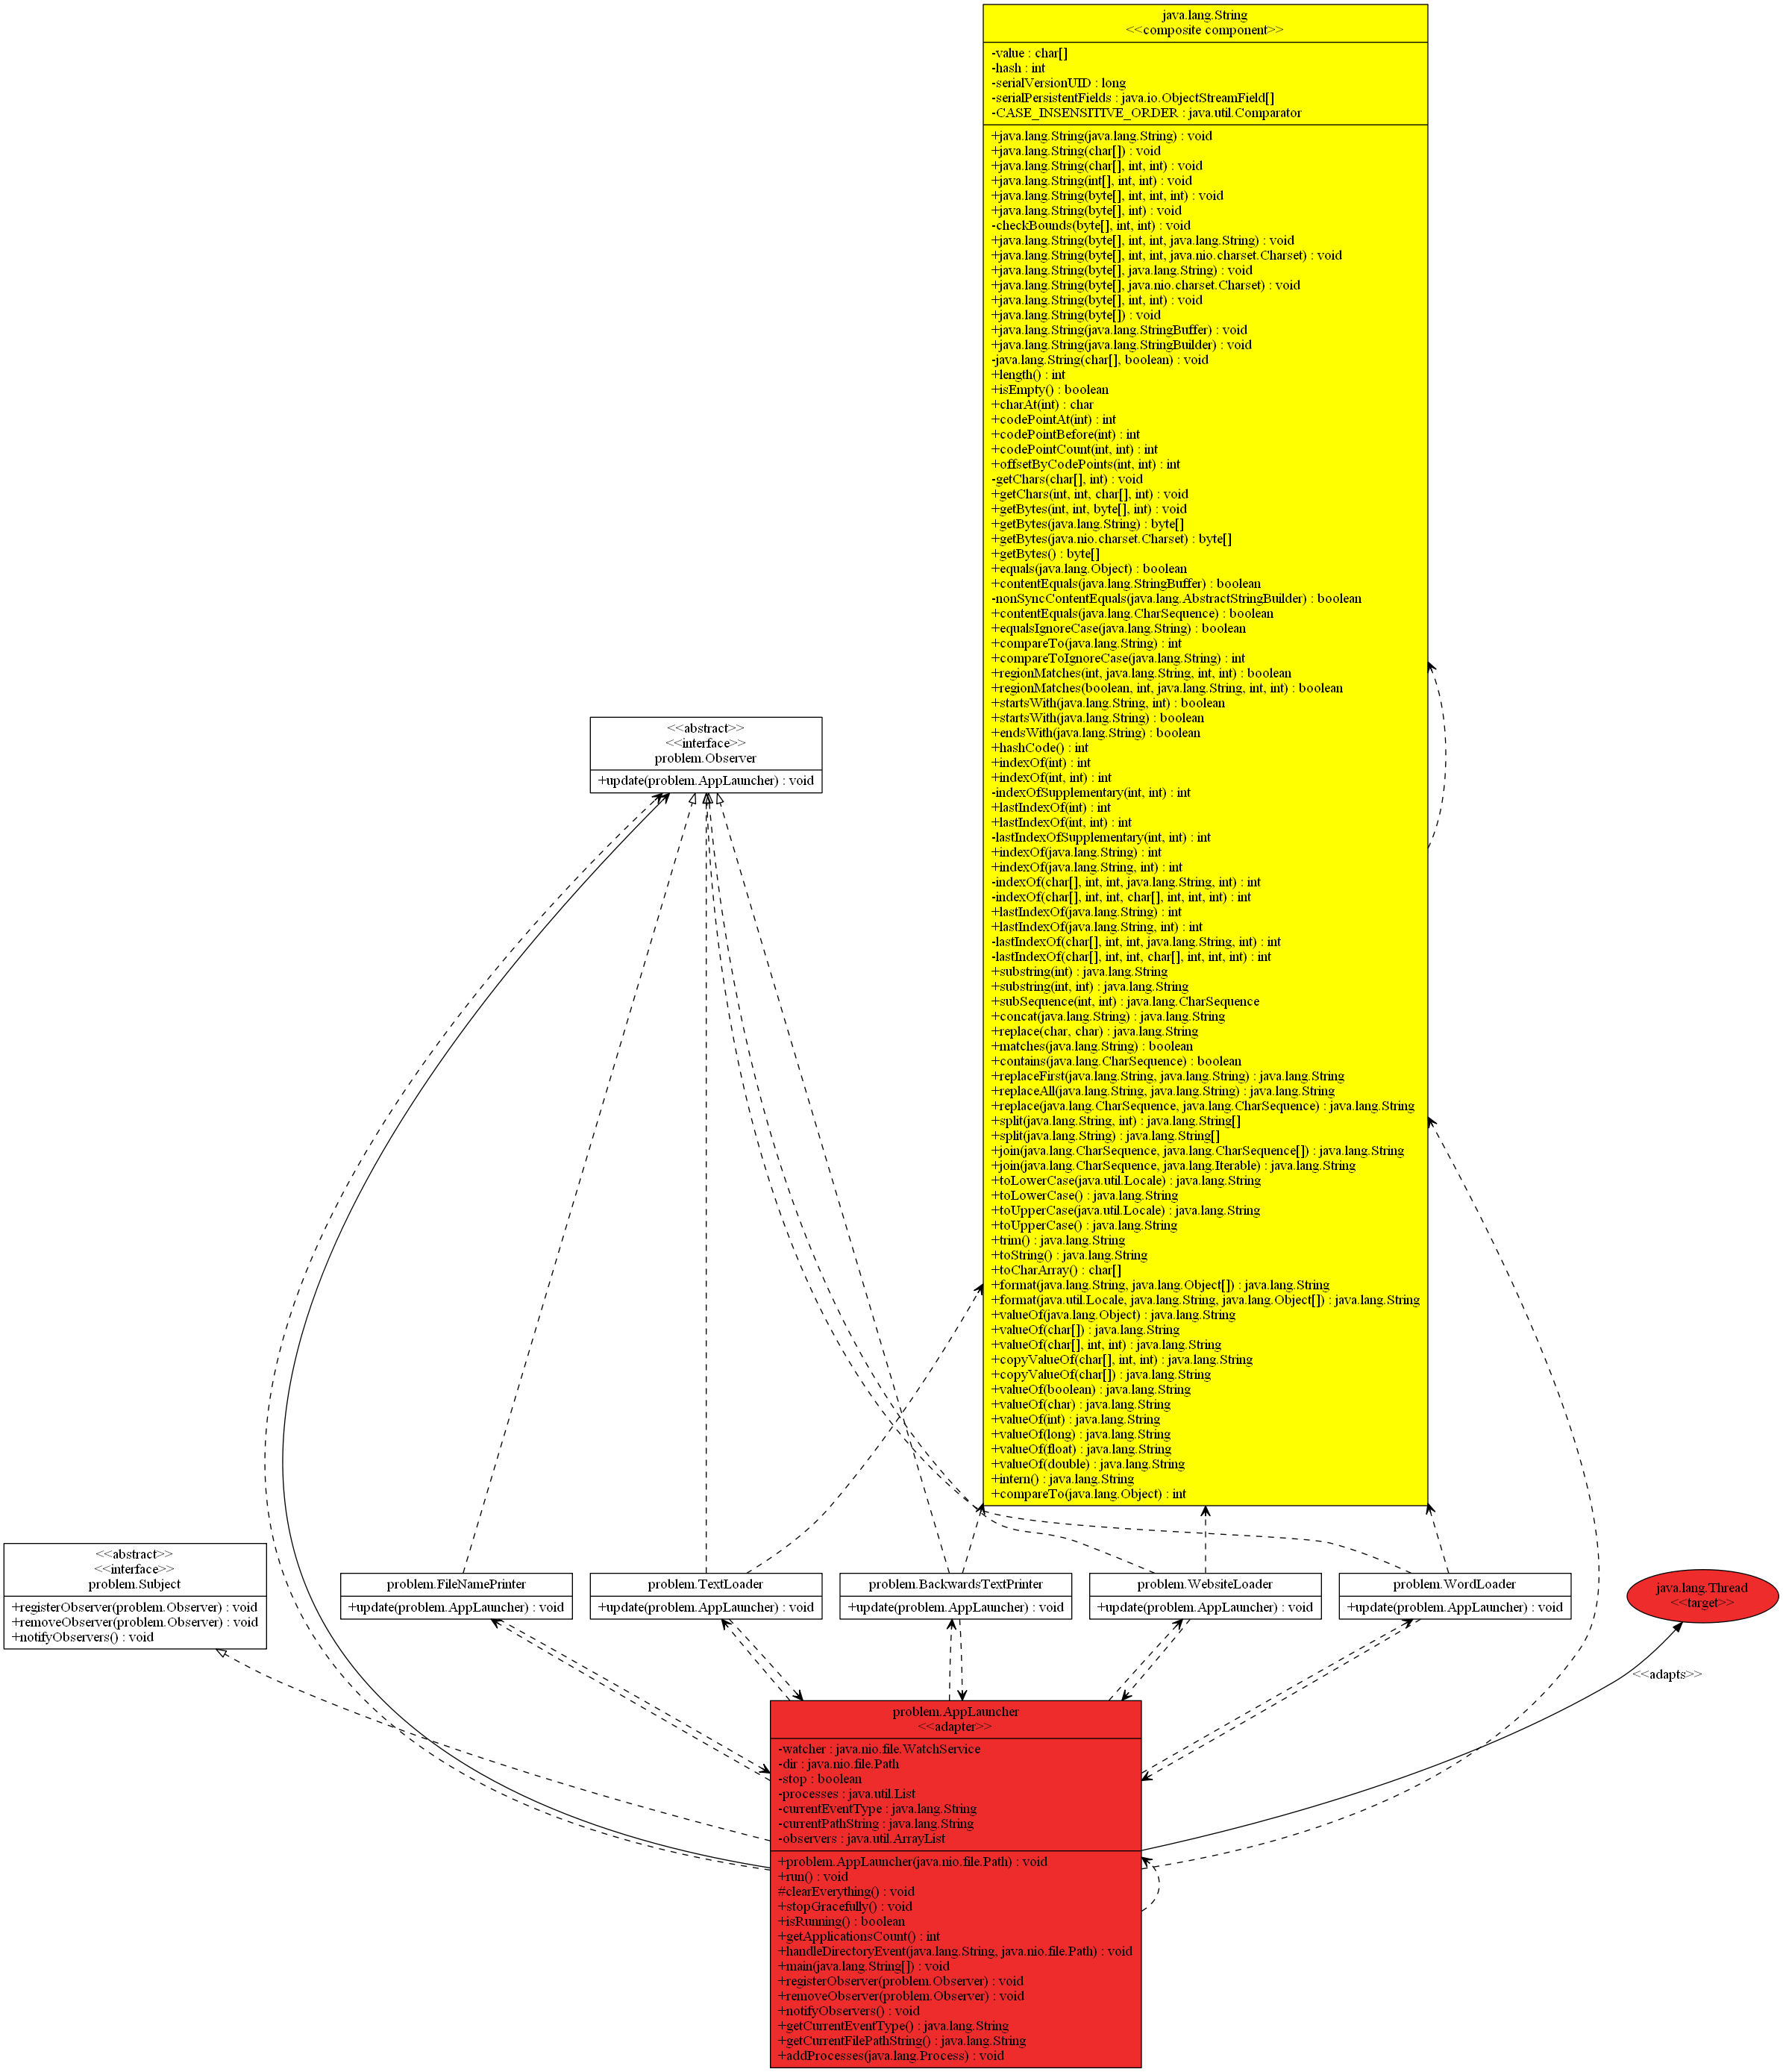 java.lang.String
<<composite component>>
-value : char[]
-hash : int
-serialVersionUID : long
-serialPersistentFields : java.io.ObjectStreamField[]
-CASE_INSENSITIVE_ORDER : java.util.Comparator
+java.lang.String(java.lang.String) : void
+java.lang.String(char[]) : void
+java.lang.String(char[], int, int) : void
+java.lang.String(int[], int, int) : void
+java.lang.String(byte[], int, int, int) : void
+java.lang.String(byte[], int) : void
-checkBounds(byte[], int, int) : void
+java.lang.String(byte[], int, int, java.lang.String) : void
+java.lang.String(byte[], int, int, java.nio.charset.Charset) : void
+java.lang.String(byte[], java.lang.String) : void
+java.lang.String(byte[], java.nio.charset.Charset) : void
+java.lang.String(byte[], int, int) : void
+java.lang.String(byte[]) : void
+java.lang.String(java.lang.StringBuffer) : void
+java.lang.String(java.lang.StringBuilder) : void
-java.lang.String(char[], boolean) : void
+length() : int
+isEmpty() : boolean
+charAt(int) : char
+codePointAt(int) : int
+codePointBefore(int) : int
+codePointCount(int, int) : int
+offsetByCodePoints(int, int) : int
-getChars(char[], int) : void
+getChars(int, int, char[], int) : void
+getBytes(int, int, byte[], int) : void
+getBytes(java.lang.String) : byte[]
+getBytes(java.nio.charset.Charset) : byte[]
+getBytes() : byte[]
+equals(java.lang.Object) : boolean
+contentEquals(java.lang.StringBuffer) : boolean
-nonSyncContentEquals(java.lang.AbstractStringBuilder) : boolean
+contentEquals(java.lang.CharSequence) : boolean
+equalsIgnoreCase(java.lang.String) : boolean
+compareTo(java.lang.String) : int
+compareToIgnoreCase(java.lang.String) : int
+regionMatches(int, java.lang.String, int, int) : boolean
+regionMatches(boolean, int, java.lang.String, int, int) : boolean
+startsWith(java.lang.String, int) : boolean
+startsWith(java.lang.String) : boolean
+endsWith(java.lang.String) : boolean
+hashCode() : int
+indexOf(int) : int
+indexOf(int, int) : int
-indexOfSupplementary(int, int) : int
+lastIndexOf(int) : int
+lastIndexOf(int, int) : int
-lastIndexOfSupplementary(int, int) : int
+indexOf(java.lang.String) : int
+indexOf(java.lang.String, int) : int
-indexOf(char[], int, int, java.lang.String, int) : int
-indexOf(char[], int, int, char[], int, int, int) : int
+lastIndexOf(java.lang.String) : int
+lastIndexOf(java.lang.String, int) : int
-lastIndexOf(char[], int, int, java.lang.String, int) : int
-lastIndexOf(char[], int, int, char[], int, int, int) : int
+substring(int) : java.lang.String
+substring(int, int) : java.lang.String
+subSequence(int, int) : java.lang.CharSequence
+concat(java.lang.String) : java.lang.String
+replace(char, char) : java.lang.String
+matches(java.lang.String) : boolean
+contains(java.lang.CharSequence) : boolean
+replaceFirst(java.lang.String, java.lang.String) : java.lang.String
+replaceAll(java.lang.String, java.lang.String) : java.lang.String
+replace(java.lang.CharSequence, java.lang.CharSequence) : java.lang.String
+split(java.lang.String, int) : java.lang.String[]
+split(java.lang.String) : java.lang.String[]
+join(java.lang.CharSequence, java.lang.CharSequence[]) : java.lang.String
+join(java.lang.CharSequence, java.lang.Iterable) : java.lang.String
+toLowerCase(java.util.Locale) : java.lang.String
+toLowerCase() : java.lang.String
+toUpperCase(java.util.Locale) : java.lang.String
+toUpperCase() : java.lang.String
+trim() : java.lang.String
+toString() : java.lang.String
+toCharArray() : char[]
+format(java.lang.String, java.lang.Object[]) : java.lang.String
+format(java.util.Locale, java.lang.String, java.lang.Object[]) : java.lang.String
+valueOf(java.lang.Object) : java.lang.String
+valueOf(char[]) : java.lang.String
+valueOf(char[], int, int) : java.lang.String
+copyValueOf(char[], int, int) : java.lang.String
+copyValueOf(char[]) : java.lang.String
+valueOf(boolean) : java.lang.String
+valueOf(char) : java.lang.String
+valueOf(int) : java.lang.String
+valueOf(long) : java.lang.String
+valueOf(float) : java.lang.String
+valueOf(double) : java.lang.String
+intern() : java.lang.String
+compareTo(java.lang.Object) : int
<<abstract>>
<<interface>>
problem.Observer
+update(problem.AppLauncher) : void
<<abstract>>
<<interface>>
problem.Subject
+registerObserver(problem.Observer) : void
+removeObserver(problem.Observer) : void
+notifyObservers() : void
problem.FileNamePrinter
+update(problem.AppLauncher) : void
problem.TextLoader
+update(problem.AppLauncher) : void
problem.BackwardsTextPrinter
+update(problem.AppLauncher) : void
problem.WebsiteLoader
+update(problem.AppLauncher) : void
problem.WordLoader
+update(problem.AppLauncher) : void
java.lang.Thread
<<target>>
<<adapts>>
problem.AppLauncher
<<adapter>>
-watcher : java.nio.file.WatchService
-dir : java.nio.file.Path
-stop : boolean
-processes : java.util.List
-currentEventType : java.lang.String
-currentPathString : java.lang.String
-observers : java.util.ArrayList
+problem.AppLauncher(java.nio.file.Path) : void
+run() : void
#clearEverything() : void
+stopGracefully() : void
+isRunning() : boolean
+getApplicationsCount() : int
+handleDirectoryEvent(java.lang.String, java.nio.file.Path) : void
+main(java.lang.String[]) : void
+registerObserver(problem.Observer) : void
+removeObserver(problem.Observer) : void
+notifyObservers() : void
+getCurrentEventType() : java.lang.String
+getCurrentFilePathString() : java.lang.String
+addProcesses(java.lang.Process) : void